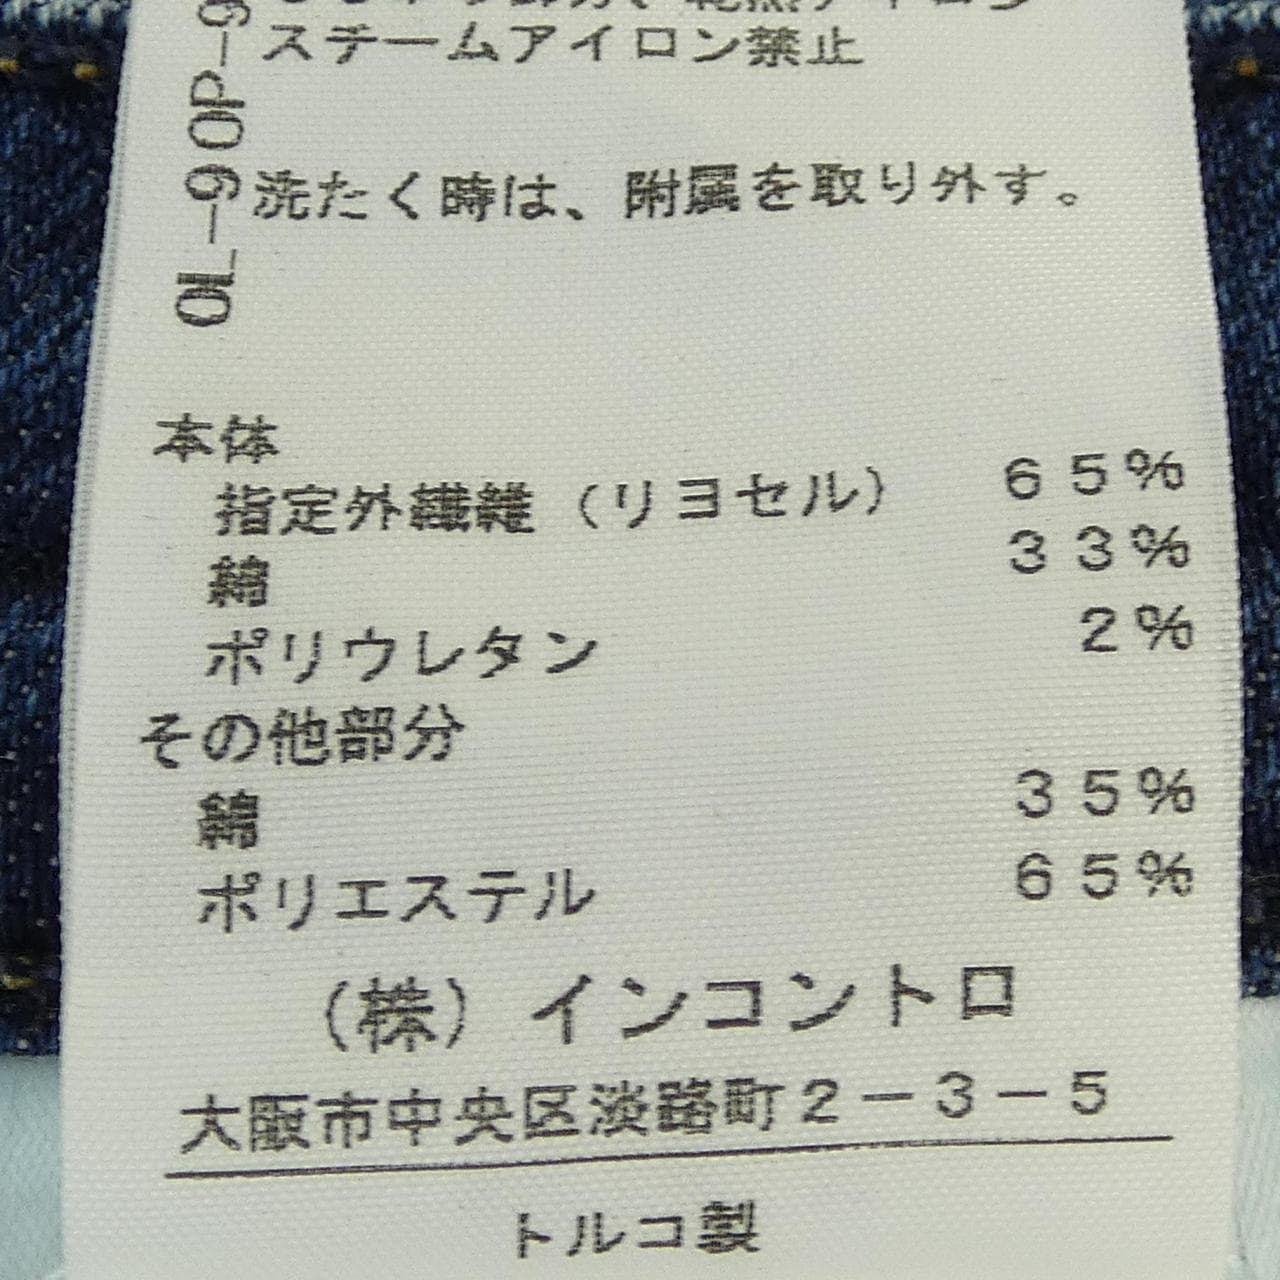 スチームアイロン禁止
洗たく時は、附属を取り外す。
OL-90P-9
本体
指定外繊維（リヨセル） 65%
綿 33%
ポリウレタン 2%
その他部分
綿 35%
ポリエステル 65%
（株）インコントロ
大阪市中央区淡路町2-3-5
トルコ製